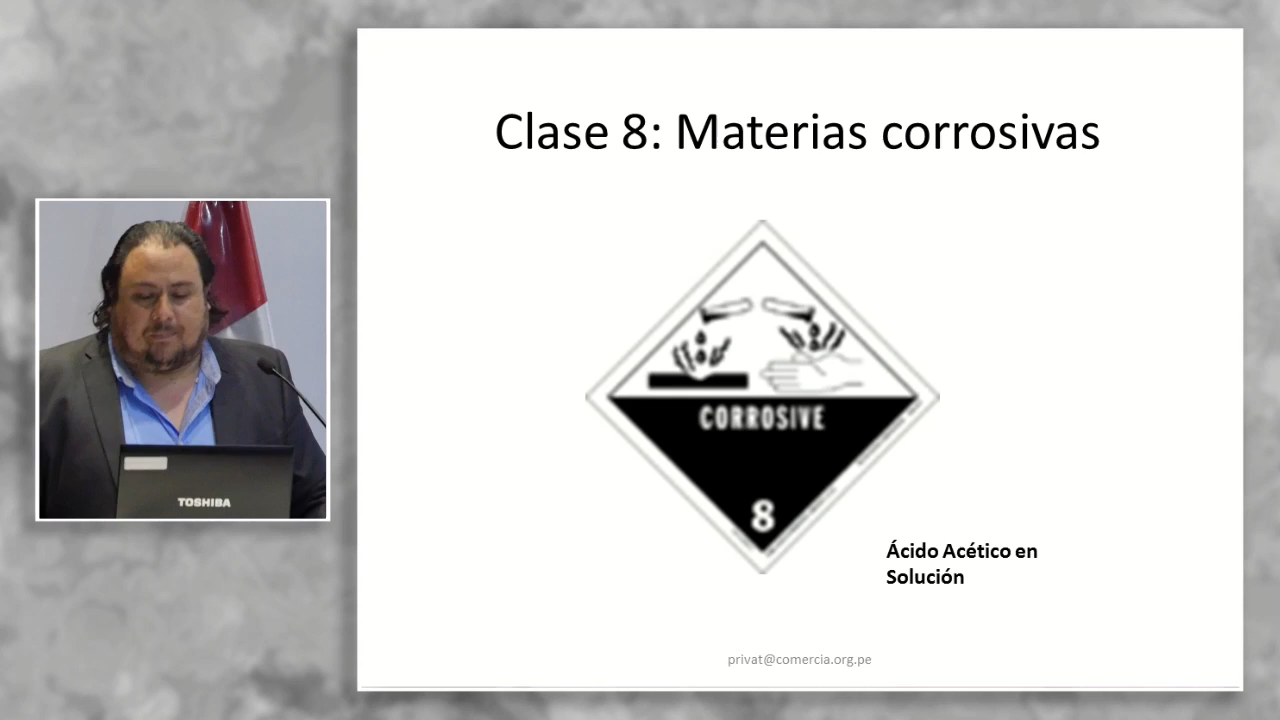 Clase 8: Materias corrosivas
CORROSIVE
8
Ácido Acético en
Solución
privat@comercia.org.pe
TOSHIBA